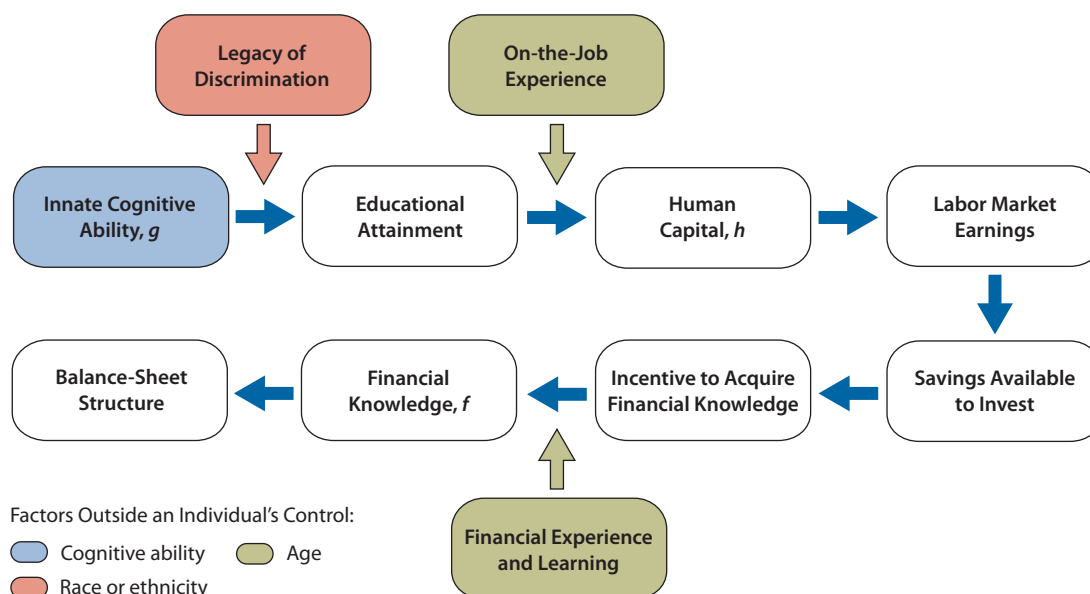 Legacy of
Discrimination
On-the-Job
Experience
Innate Cognitive
Ability, g
Educational
Attainment
Human
Capital, h
Labor Market
Earnings
Balance-Sheet
Structure
Financial
Knowledge, f
Incentive to Acquire
Financial Knowledge
Savings Available
to Invest
Financial Experience
and Learning
Factors Outside an Individual’s Control:
Cognitive ability
Age
Race or ethnicity